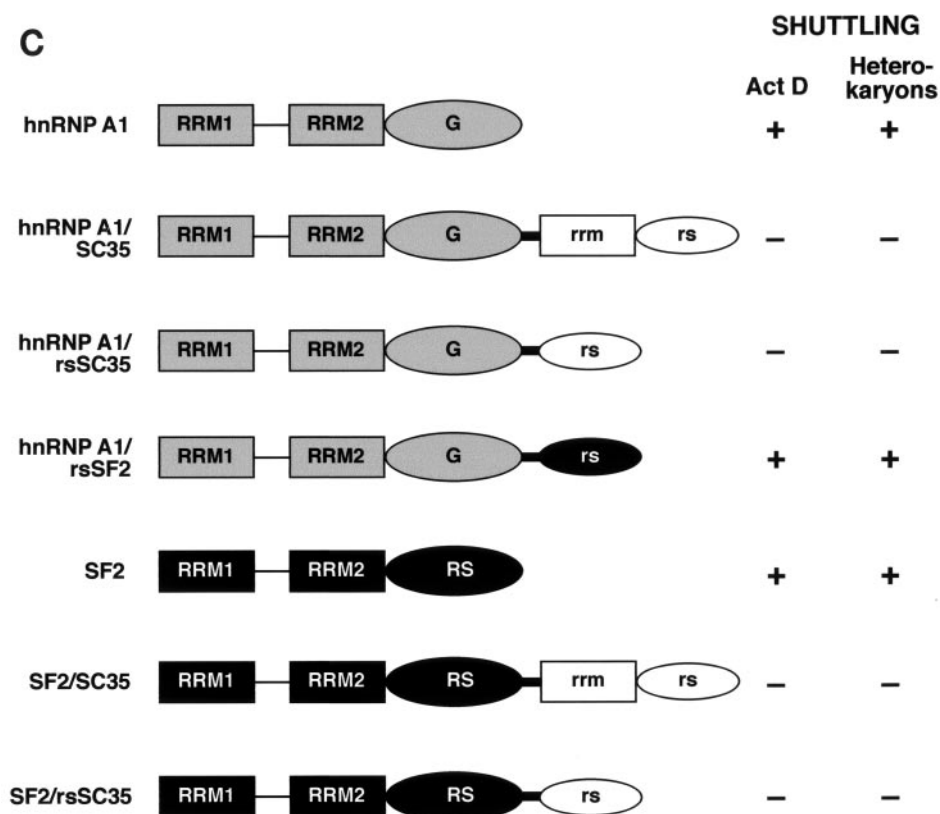 C
SHUTTLING
Act D
Hetero-
karyons
hnRNP A1
RRM1 RRM2 G + +
hnRNP A1/
SC35
RRM1 RRM2 G rrm rs – –
hnRNP A1/
rsSC35
RRM1 RRM2 G rs – –
hnRNP A1/
rsSF2
RRM1 RRM2 G rs + +
SF2 RRM1 RRM2 RS + +
SF2/SC35 RRM1 RRM2 RS rrm rs – –
SF2/rsSC35 RRM1 RRM2 RS rs – –